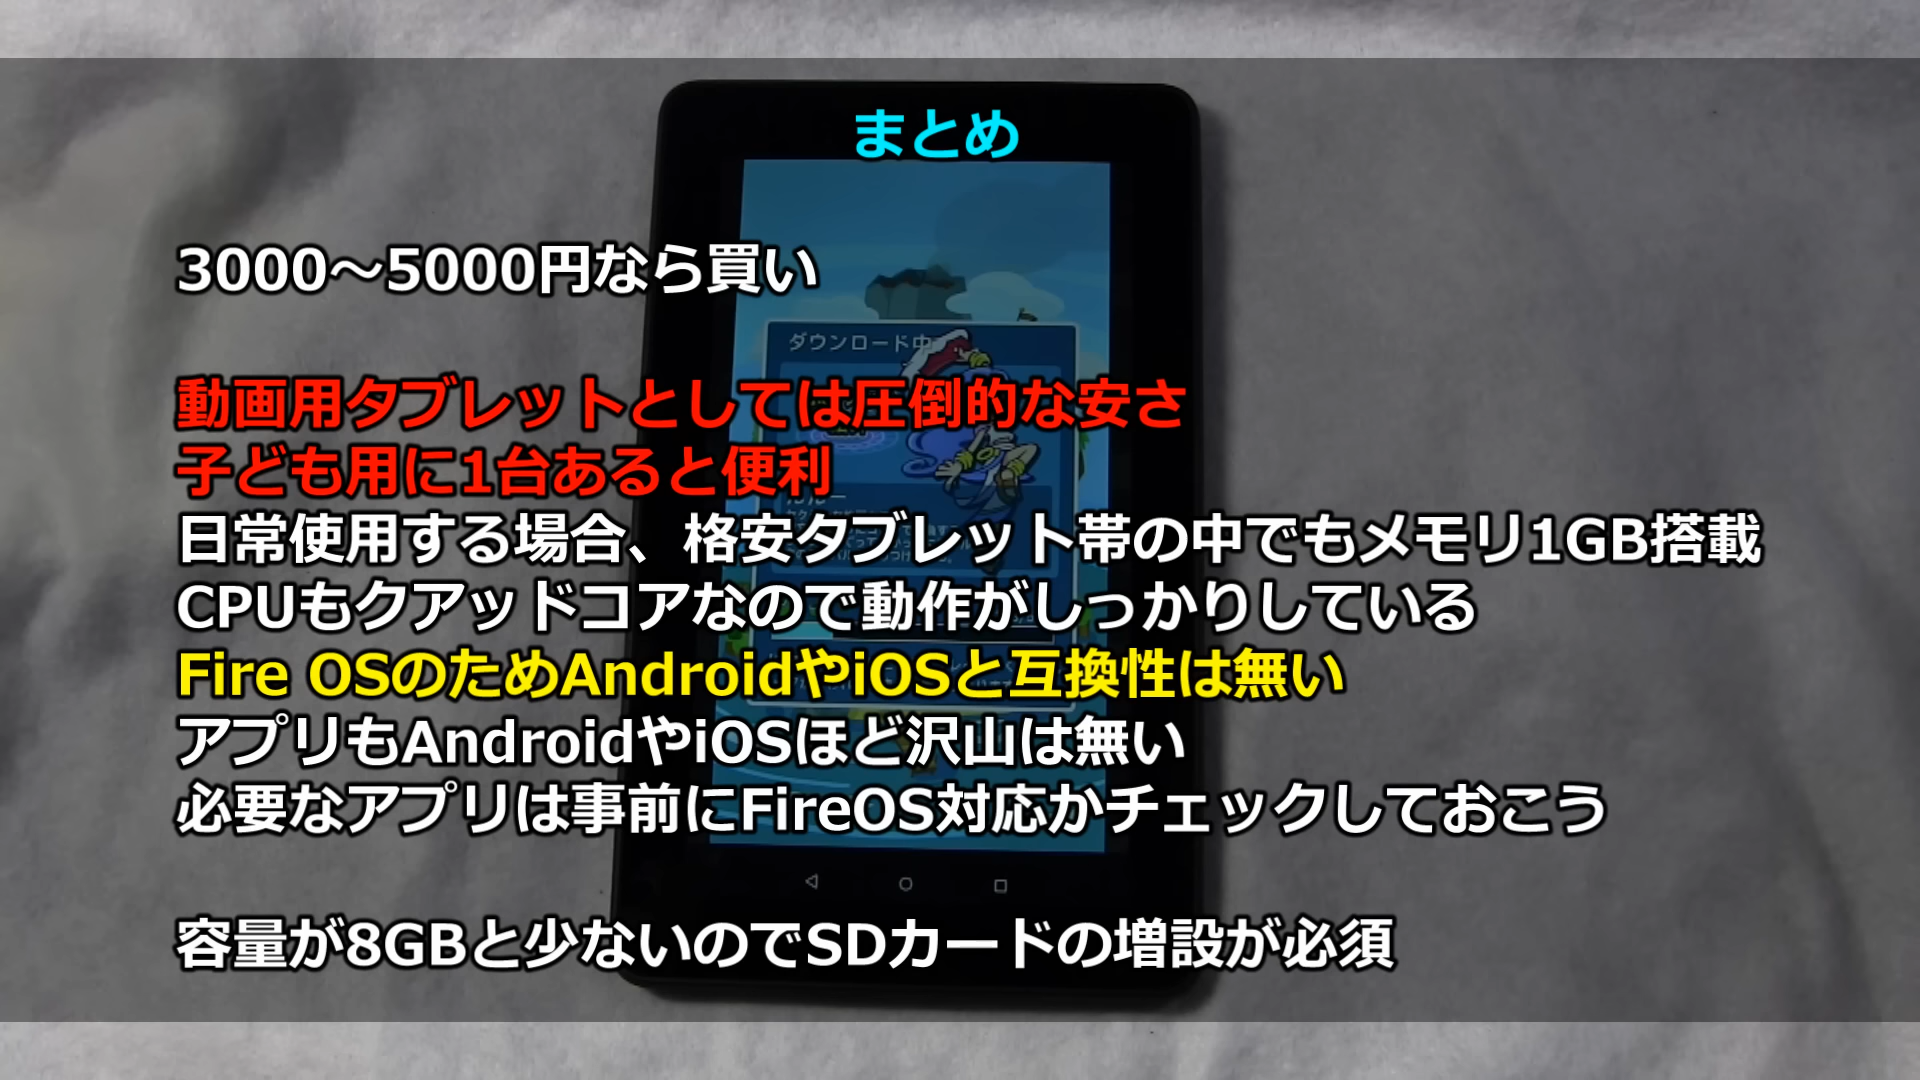 まとめ
3000～5000円なら買い
動画用タブレットとしては圧倒的な安さ
子ども用に1台あると便利
日常使用する場合、格安タブレット帯の中でもメモリ1GB搭載
CPUもクアッドコアなので動作がしっかりしている
Fire OSのためAndroidやiOSと互換性は無い
アプリもAndroidやiOSほど沢山は無い
必要なアプリは事前にFireOS対応かチェックしておこう
容量が8GBと少ないのでSDカードの増設が必須
ダウンロード中